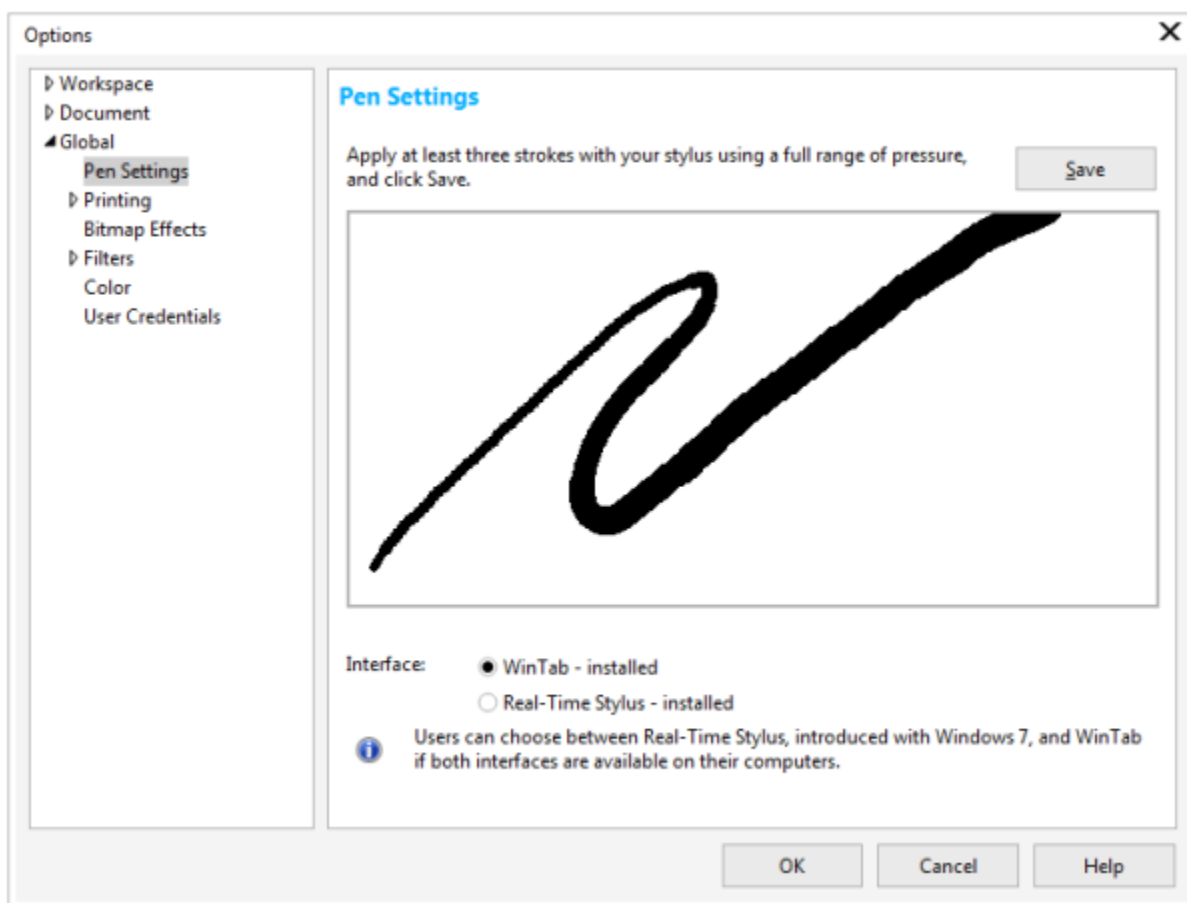 Options
Workspace
Document
Global
Pen Settings
Printing
Bitmap Effects
Filters
Color
User Credentials
Pen Settings
Apply at least three strokes with your stylus using a full range of pressure,
and click Save.
Save
Interface:
WinTab - installed
Real-Time Stylus - installed
Users can choose between Real-Time Stylus, introduced with Windows 7, and WinTab
if both interfaces are available on their computers.
OK
Cancel
Help